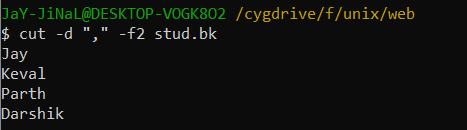 JaY-JiNaL@DESKTOP-VOGK8O2 /cygdrive/f/unix/web
$ cut -d "," -f2 stud.bk
Jay
Keval
Parth
Darshik